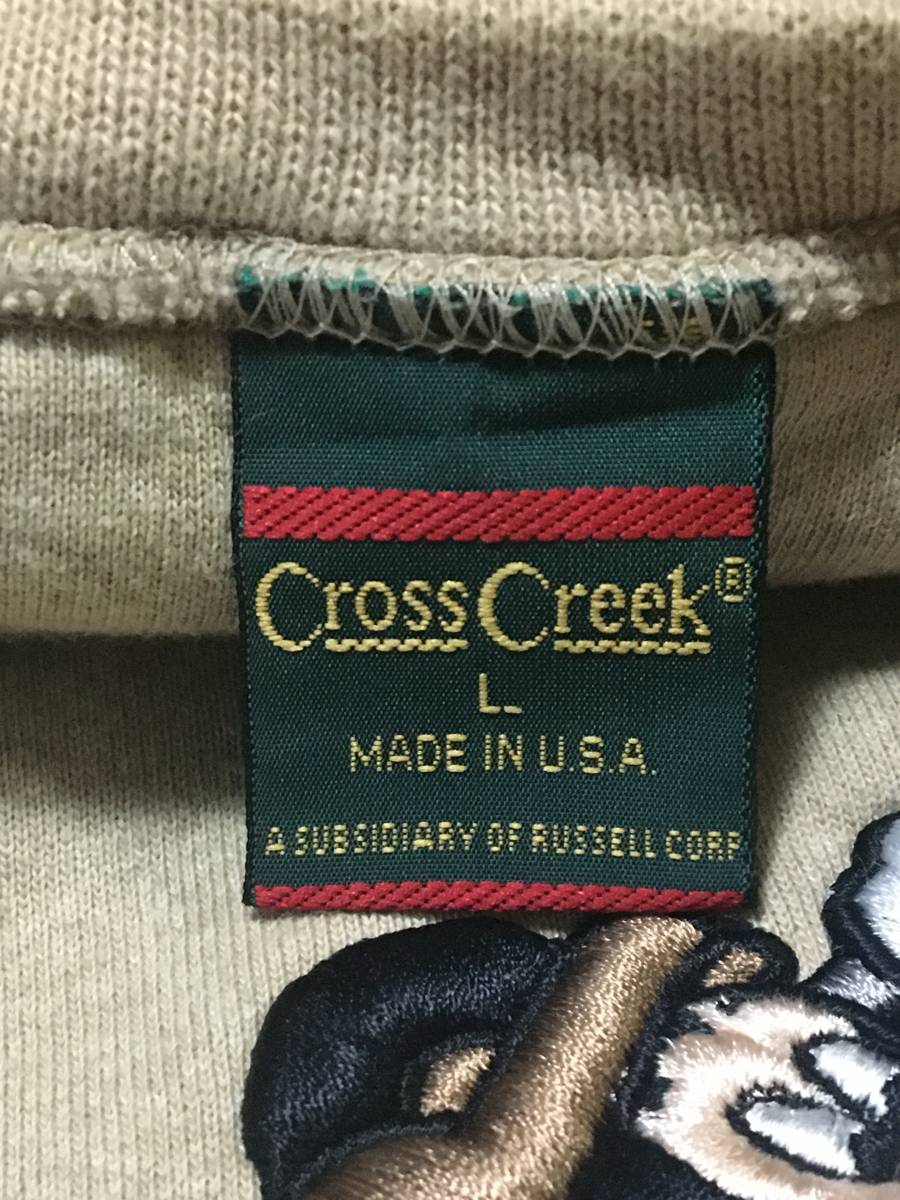 Cross Creek®
L.
MADE IN U.S.A.
A SUBSIDIARY OF RUSSELL CORP